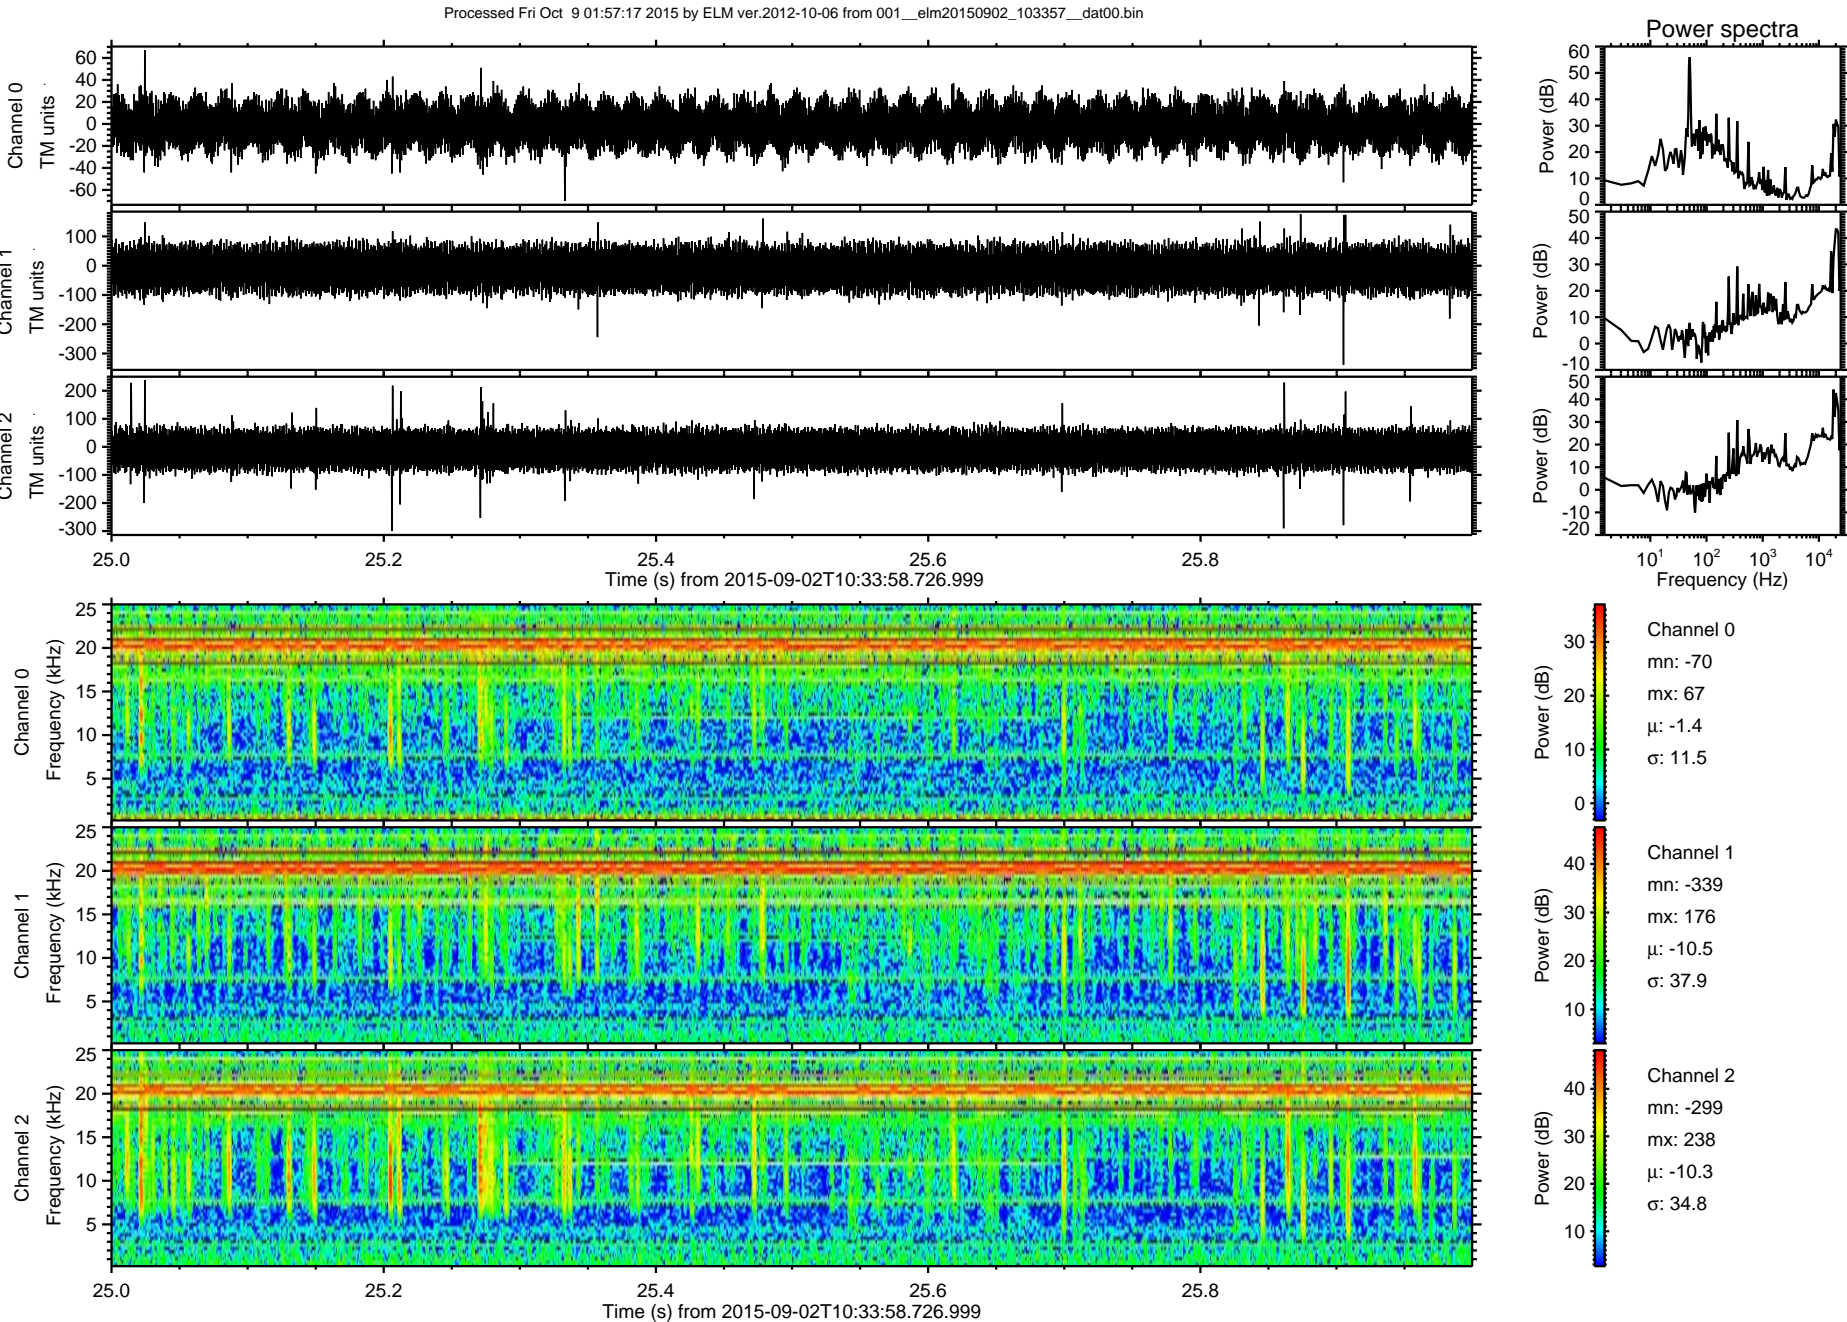 Processed Fri Oct  9 01:57:17 2015 by ELM ver.2012-10-06 from 001__elm20150902_103357__dat00.bin
Power spectra
Channel 0
TM units
60
40
20
0
-20
-40
-60
Power (dB)
60
50
40
30
20
10
0
Channel 1
TM units
100
0
-100
-200
-300
Power (dB)
50
40
30
20
10
0
-10
Channel 2
TM units
200
100
0
-100
-200
-300
Power (dB)
50
40
30
20
10
0
-10
-20
25.0 25.2 25.4 25.6 25.8
Time (s) from 2015-09-02T10:33:58.726.999
10¹ 10² 10³ 10⁴
Frequency (Hz)
Channel 0
Frequency (kHz)
25
20
15
10
5
Power (dB)
30
20
10
0
Channel 0
mn: -70
mx: 67
μ: -1.4
σ: 11.5
Channel 1
Frequency (kHz)
25
20
15
10
5
Power (dB)
40
30
20
10
Channel 1
mn: -339
mx: 176
μ: -10.5
σ: 37.9
Channel 2
Frequency (kHz)
25
20
15
10
5
Power (dB)
40
30
20
10
Channel 2
mn: -299
mx: 238
μ: -10.3
σ: 34.8
25.0 25.2 25.4 25.6 25.8
Time (s) from 2015-09-02T10:33:58.726.999